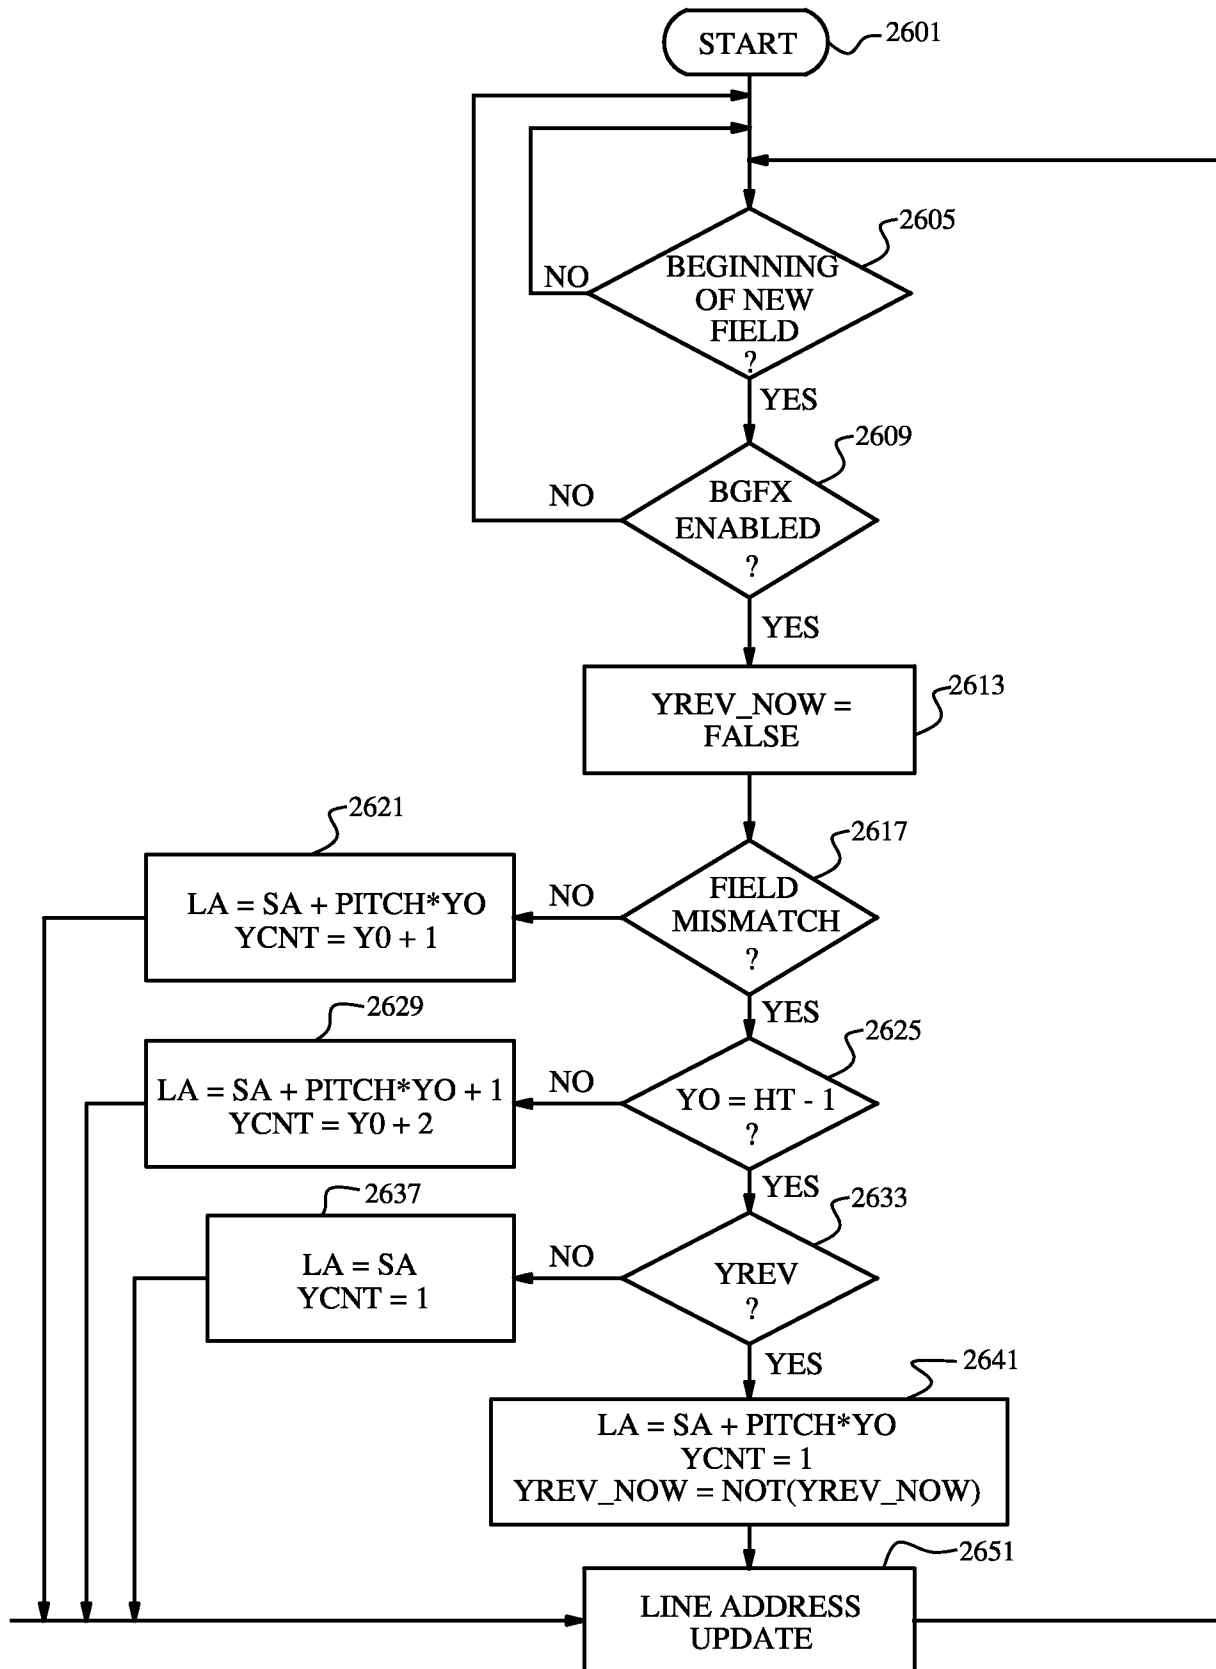 START
2601
2605
BEGINNING
OF NEW
FIELD
?
NO
YES
2609
BGFX
ENABLED
?
NO
YES
2613
YREV_NOW =
FALSE
2621
LA = SA + PITCH*YO
YCNT = Y0 + 1
2617
FIELD
MISMATCH
?
NO
YES
2629
LA = SA + PITCH*YO + 1
YCNT = Y0 + 2
2625
YO = HT - 1
?
NO
YES
2637
LA = SA
YCNT = 1
2633
YREV
?
NO
YES
2641
LA = SA + PITCH*YO
YCNT = 1
YREV_NOW = NOT(YREV_NOW)
2651
LINE ADDRESS
UPDATE